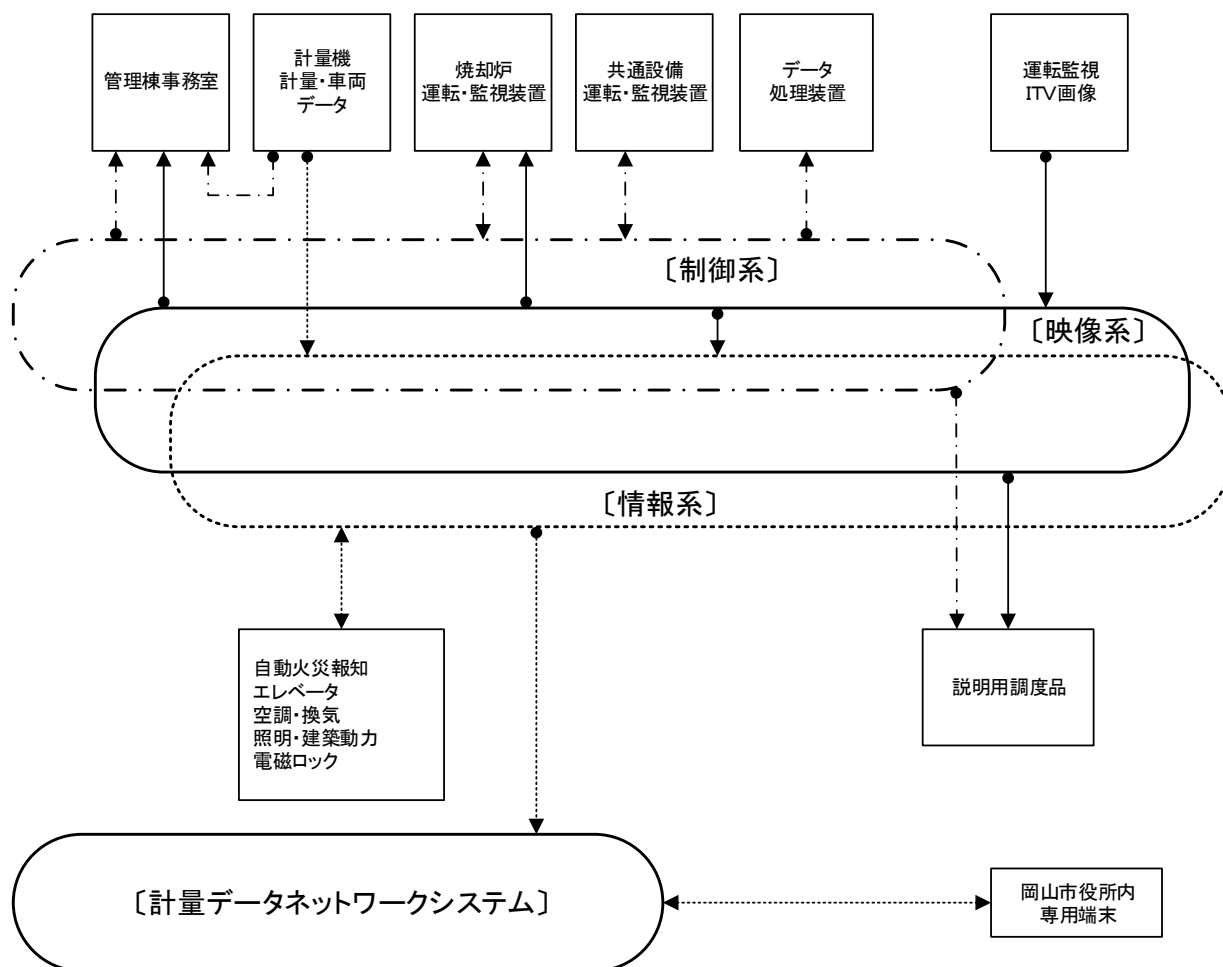 管理棟事務室
計量機
計量・車両
データ
焼却炉
運転・監視装置
共通設備
運転・監視装置
データ
処理装置
運転監視
ITV画像
〔制御系〕
〔映像系〕
〔情報系〕
自動火災報知
エレベータ
空調・換気
照明・建築動力
電磁ロック
説明用調度品
〔計量データネットワークシステム〕
岡山市役所内
専用端末